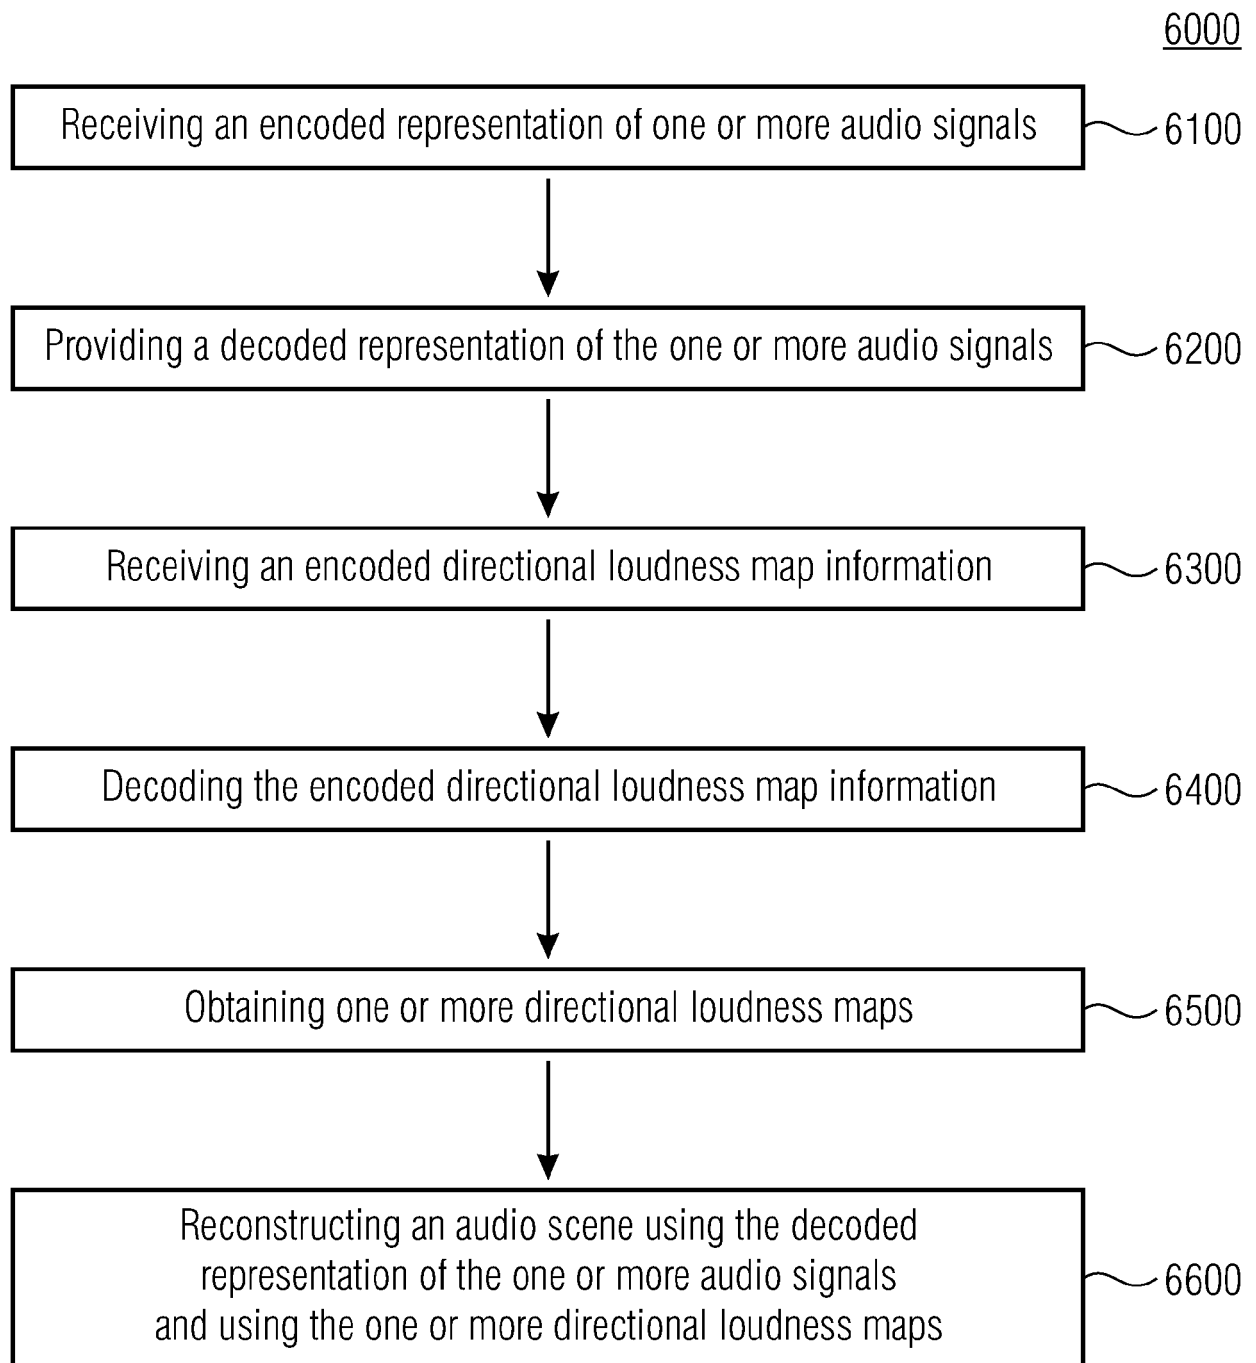 6000
Receiving an encoded representation of one or more audio signals
6100
Providing a decoded representation of the one or more audio signals
6200
Receiving an encoded directional loudness map information
6300
Decoding the encoded directional loudness map information
6400
Obtaining one or more directional loudness maps
6500
Reconstructing an audio scene using the decoded
representation of the one or more audio signals
and using the one or more directional loudness maps
6600